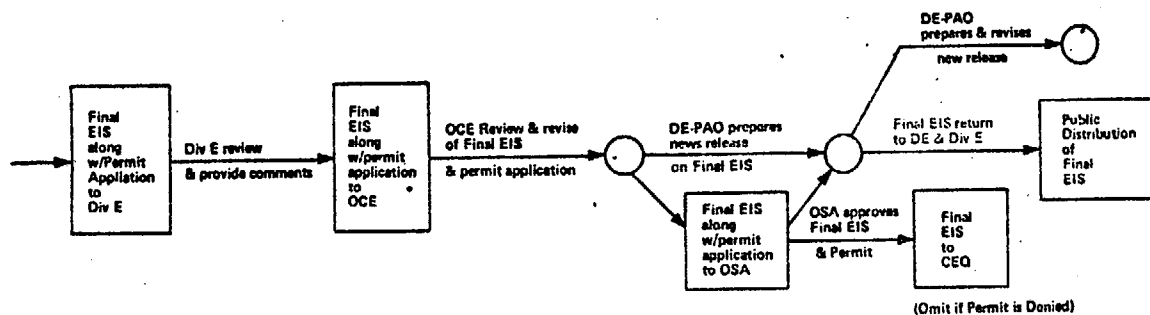 Final
EIS
along
w/Permit
Appliation
to
Div E
Div E review
& provide comments
Final
EIS
along
w/permit
application
to
OCE
OCE Review & revise
of Final EIS
& permit application
DE-PAO prepares
news release
on Final EIS
Final EIS
along
w/permit
application
to OSA
OSA approves
Final EIS
& Permit
Final
EIS
to
CEQ
(Omit if Permit is Denied)
DE-PAO
prepares & revises
new release
Final EIS return
to DE & Div E
Public
Distribution
of
Final
EIS